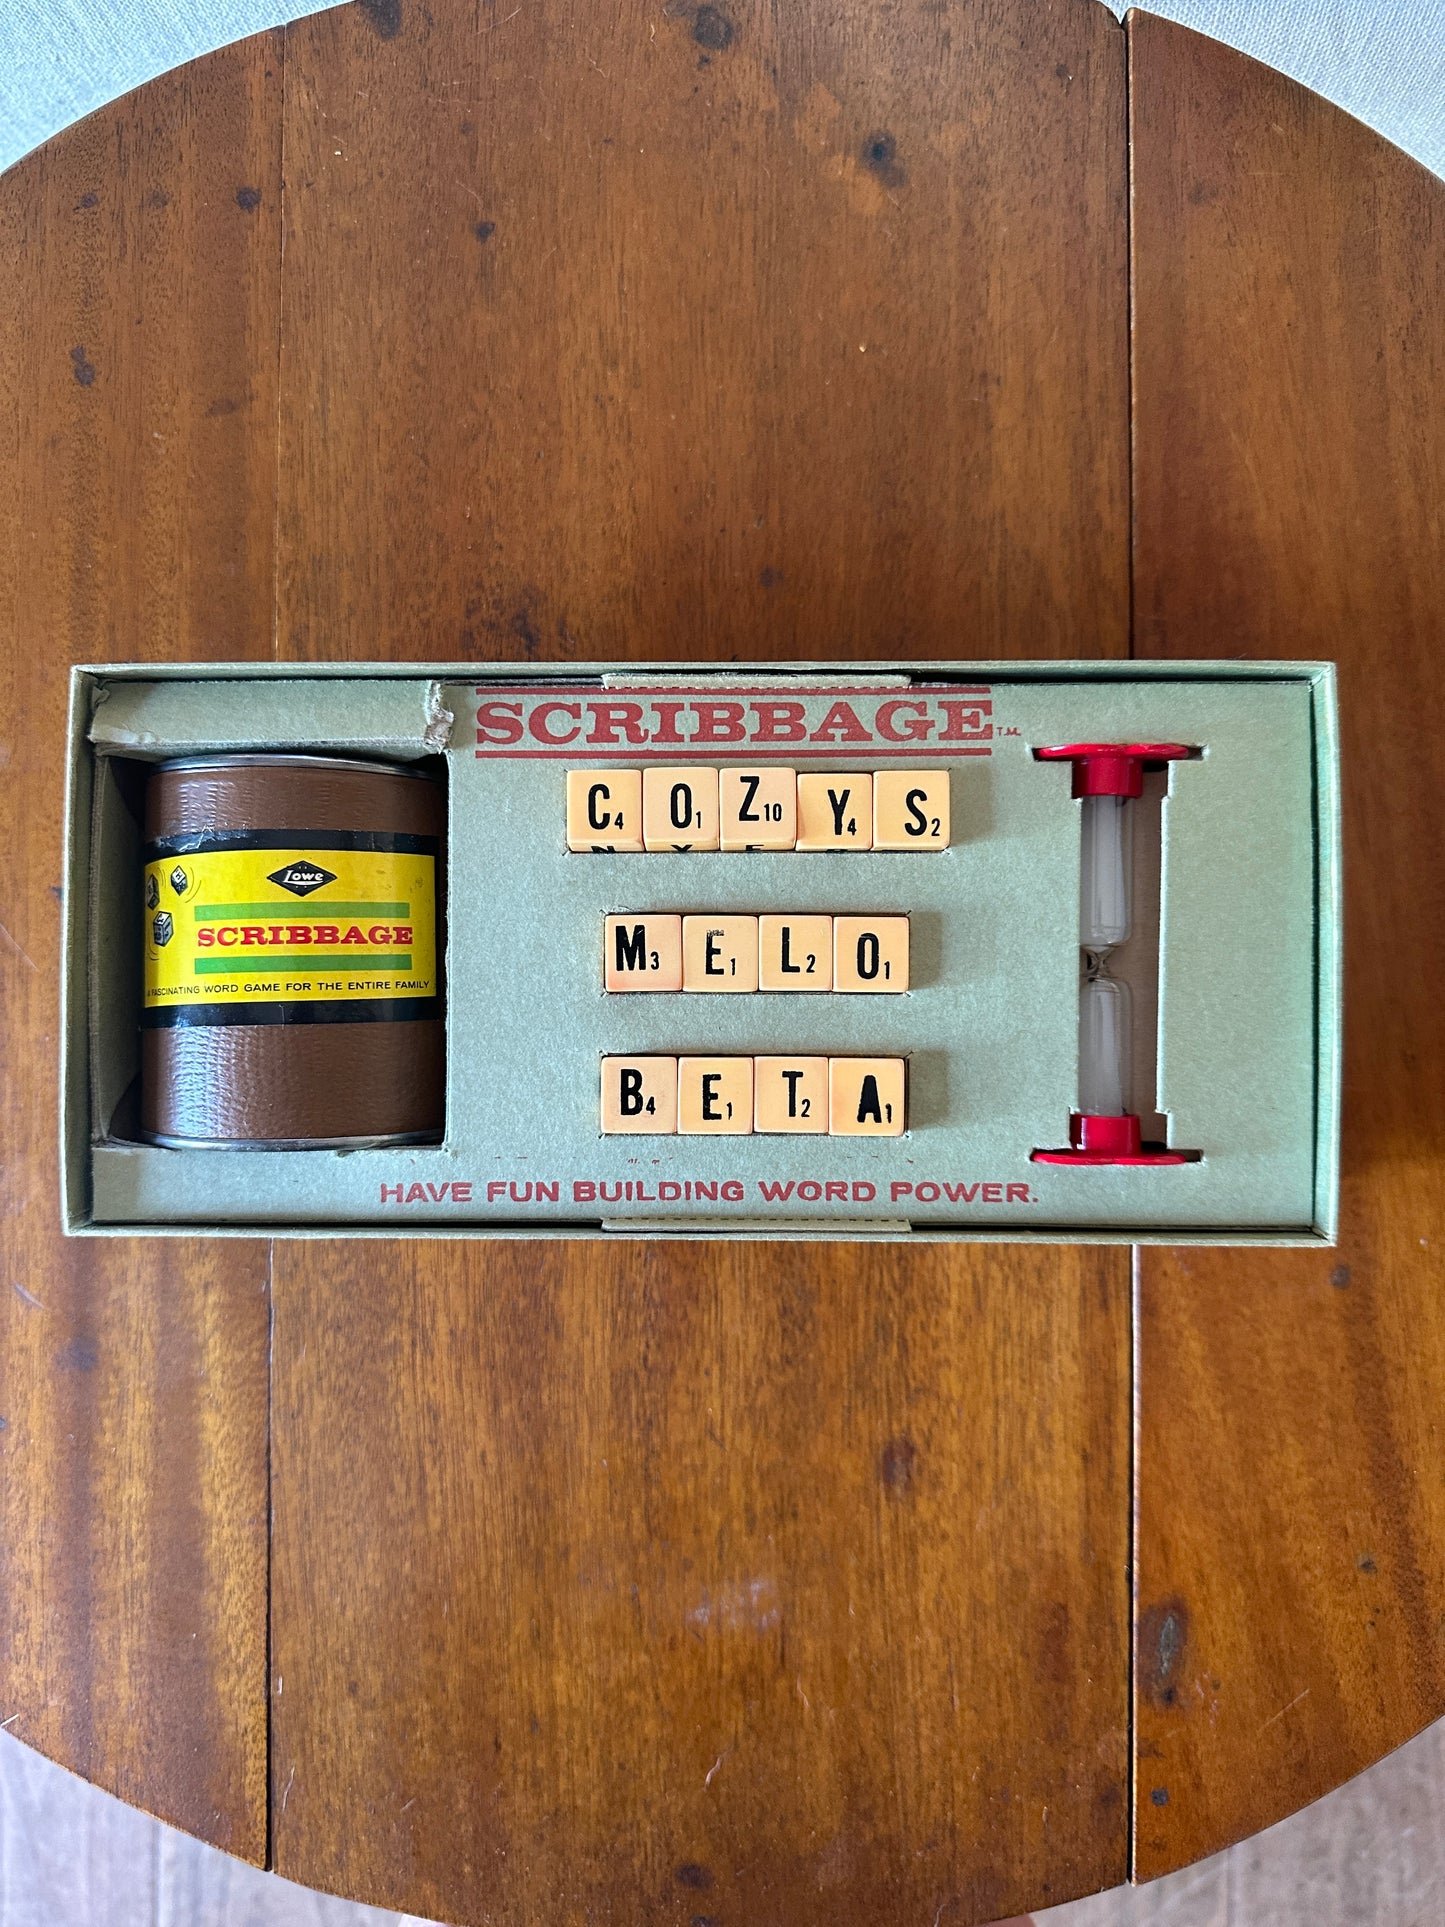 SCRIBBAGE T.M.
C4 O1 Z10 Y4 S2
M3 E1 L2 O1
B4 E1 T2 A1
HAVE FUN BUILDING WORD POWER.
Lowe
SCRIBBAGE
A FASCINATING WORD GAME FOR THE ENTIRE FAMILY